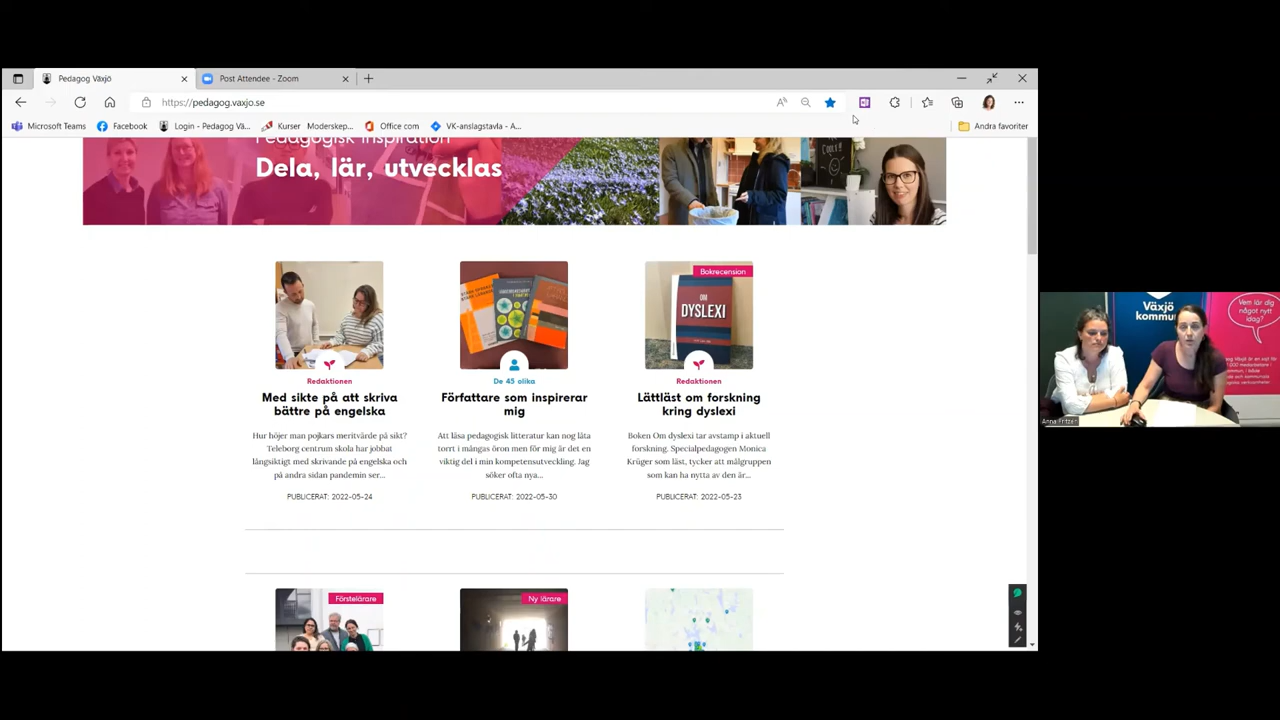 Pedagog Växjö
Post Attendee - Zoom
https://pedagog.vaxjo.se
Microsoft Teams
Facebook
Login - Pedagog Vä...
Kurser Moderskep...
Office com
VK-anslagstavla - A...
Andra favoriter
Pedagogisk inspiration
Dela, lär, utvecklas
COOL!
Bokrecension
OM
DYSLEXI
Redaktionen
Med sikte på att skriva
bättre på engelska
Hur höjer man pojkars meritvärde på sikt?
Teleborg centrum skola har jobbat
långsiktigt med skrivande på engelska och
på andra sidan pandemin ser...
PUBLICERAT: 2022-05-24
De 45 olika
Författare som inspirerar
mig
Att läsa pedagogisk litteratur kan nog låta
torrt i mångas öron men för mig är det en
viktig del i min kompetensutveckling. Jag
söker ofta nya...
PUBLICERAT: 2022-05-30
Redaktionen
Lättläst om forskning
kring dyslexi
Boken Om dyslexi tar avstamp i aktuell
forskning. Specialpedagogen Monica
Krüger som läst, tycker att målgruppen
som kan ha nytta av den är...
PUBLICERAT: 2022-05-23
Förstelärare
Ny lärare
Växjö
kommun
Vem lär dig
något nytt
idag?
Anna Fritzén